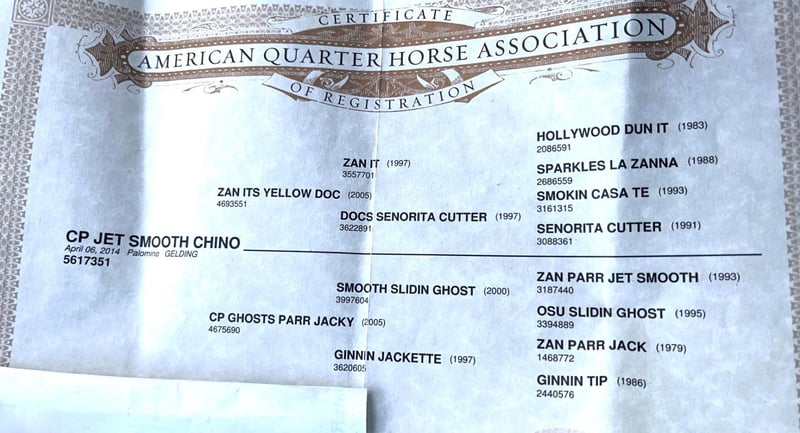 CERTIFICATE
AMERICAN QUARTER HORSE ASSOCIATION
OF REGISTRATION
HOLLYWOOD DUN IT (1983)
2086591
ZAN IT (1997)
3557701
SPARKLES LA ZANNA (1988)
2686559
ZAN ITS YELLOW DOC (2005)
4693551
SMOKIN CASA TE (1993)
3161315
DOCS SENORITA CUTTER (1997)
3622891
SENORITA CUTTER (1991)
3088361
CP JET SMOOTH CHINO
April 06, 2014 Palomino GELDING
5617351
ZAN PARR JET SMOOTH (1993)
3187440
SMOOTH SLIDIN GHOST (2000)
3997604
OSU SLIDIN GHOST (1995)
3394889
CP GHOSTS PARR JACKY (2005)
4675690
ZAN PARR JACK (1979)
1468772
GINNIN JACKETTE (1997)
3620605
GINNIN TIP (1986)
2440576